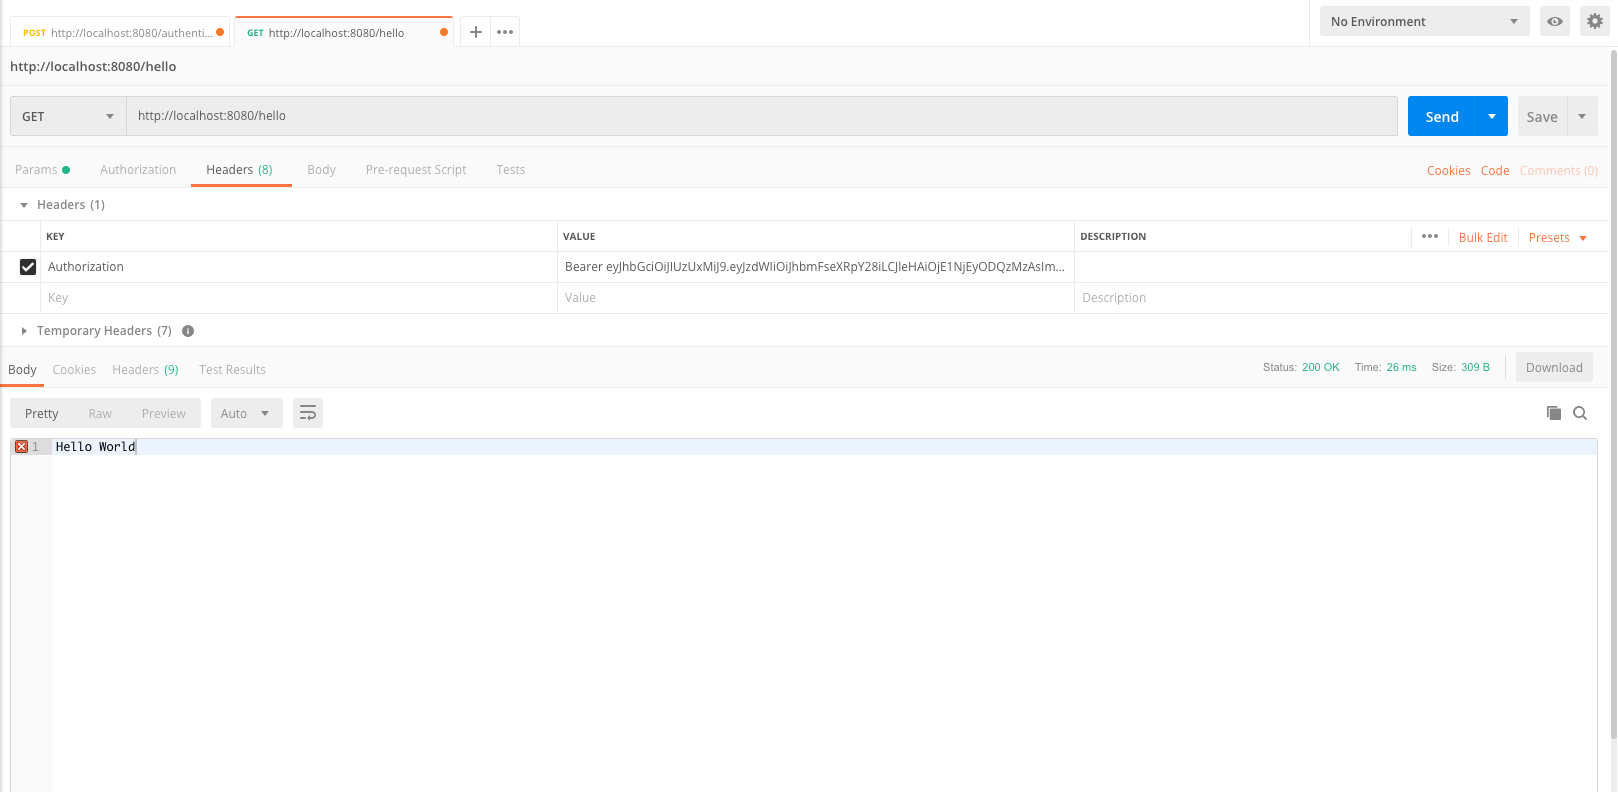 POST http://localhost:8080/authenti...
GET http://localhost:8080/hello
No Environment
http://localhost:8080/hello
GET http://localhost:8080/hello Send Save
Params Authorization Headers (8) Body Pre-request Script Tests Cookies Code Comments (0)
Headers (1)
KEY VALUE DESCRIPTION ••• Bulk Edit Presets
Authorization Bearer eyJhbGciOiJIUzUxMiJ9.eyJzdWIiOiJhbmFseXRpY28iLCJleHAiOjE1NjEyODQzMzAsIm...
Key Value Description
Temporary Headers (7)
Body Cookies Headers (9) Test Results Status: 200 OK Time: 26 ms Size: 309 B Download
Pretty Raw Preview Auto
1 Hello World